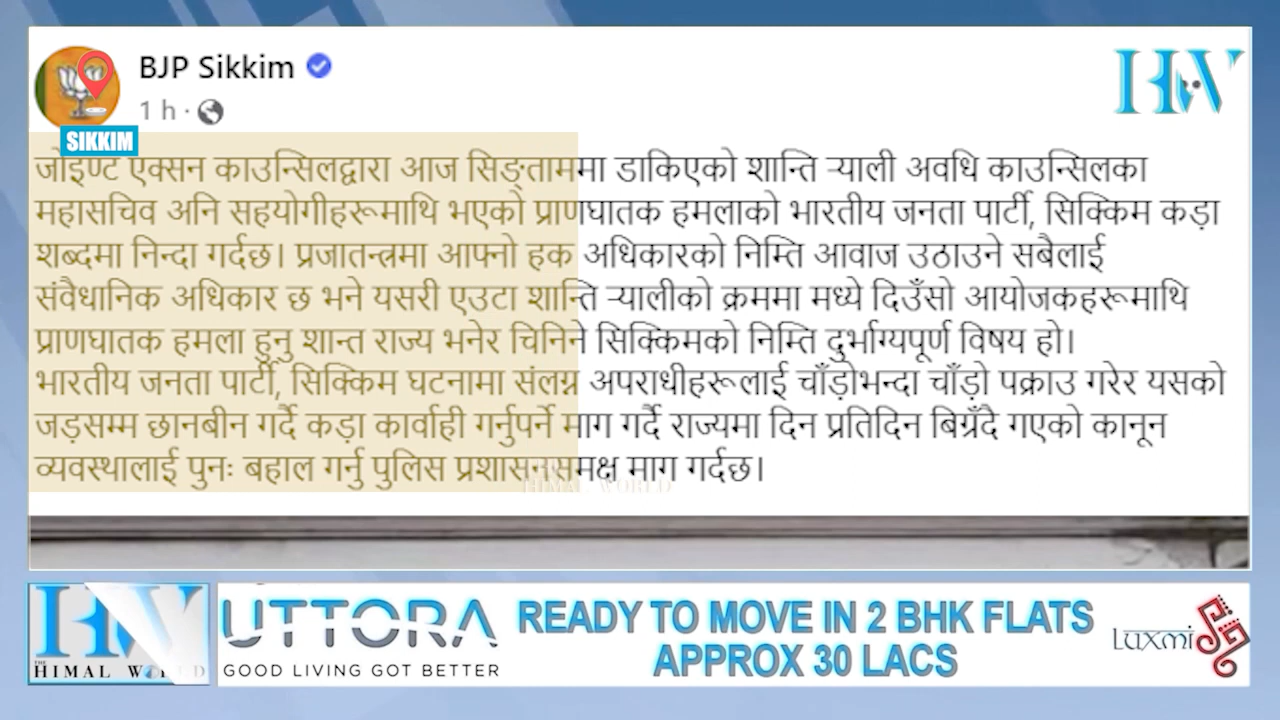 BJP Sikkim
1 h ·
SIKKIM
HW
जोइण्ट एक्सन काउन्सिलद्वारा आज सिङ्ताममा डाकिएको शान्ति ऱ्याली अवधि काउन्सिलका
महासचिव अनि सहयोगीहरूमाथि भएको प्राणघातक हमलाको भारतीय जनता पार्टी, सिक्किम कड़ा
शब्दमा निन्दा गर्दछ। प्रजातन्त्रमा आफ्नो हक अधिकारको निम्ति आवाज उठाउने सबैलाई
संवैधानिक अधिकार छ भने यसरी एउटा शान्ति ऱ्यालीको क्रममा मध्ये दिउँसो आयोजकहरूमाथि
प्राणघातक हमला हुनु शान्त राज्य भनेर चिनिने सिक्किमको निम्ति दुर्भाग्यपूर्ण विषय हो।
भारतीय जनता पार्टी, सिक्किम घटनामा संलग्न अपराधीहरूलाई चाँड़ोभन्दा चाँड़ो पक्राउ गरेर यसको
जड़सम्म छानबीन गर्दै कड़ा कार्वाही गर्नुपर्ने माग गर्दै राज्यमा दिन प्रतिदिन बिग्रँदै गएको कानून
व्यवस्थालाई पुनः बहाल गर्नु पुलिस प्रशासनसमक्ष माग गर्दछ।
HIMAL WORLD
HW
THE
HIMAL WORLD
UTTORA
GOOD LIVING GOT BETTER
READY TO MOVE IN 2 BHK FLATS
APPROX 30 LACS
Luxmi